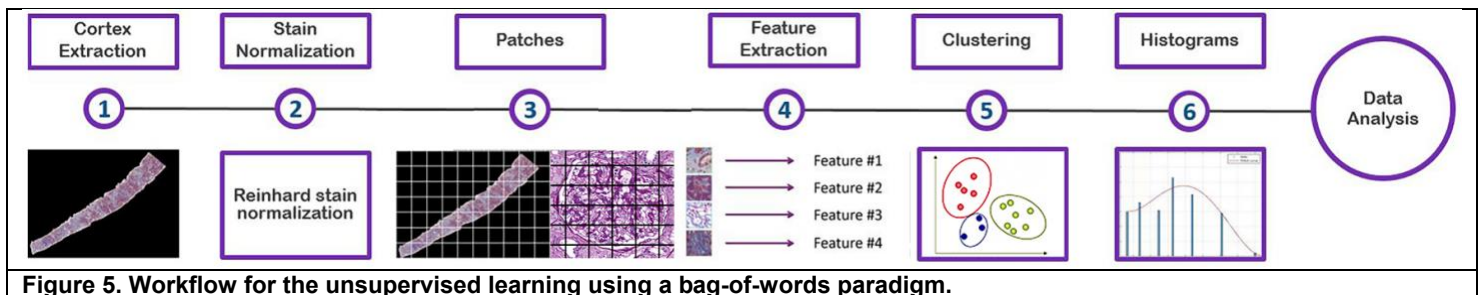 Cortex
Extraction
Stain
Normalization
Patches
Feature
Extraction
Clustering
Histograms
1
2
3
4
5
6
Data
Analysis
Reinhard stain
normalization
Feature #1
Feature #2
Feature #3
Feature #4
Figure 5. Workflow for the unsupervised learning using a bag-of-words paradigm.